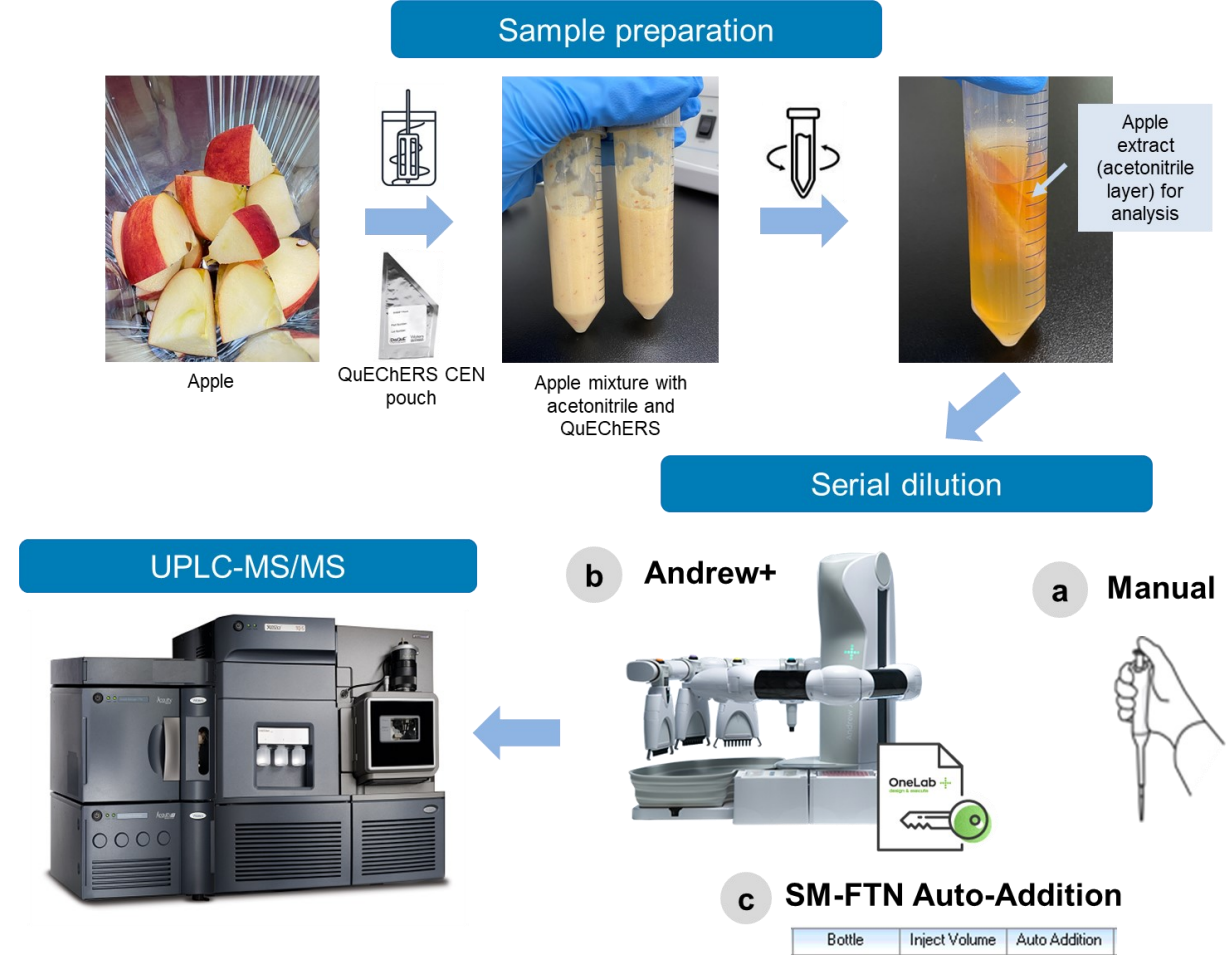 Sample preparation
Apple
extract
(acetonitrile
layer) for
analysis
Apple
QuEChERS CEN
pouch
Apple mixture with
acetonitrile and
QuEChERS
Serial dilution
UPLC-MS/MS
b
Andrew+
a
Manual
OneLab
design & execute
c
SM-FTN Auto-Addition
Bottle
Inject Volume
Auto Addition